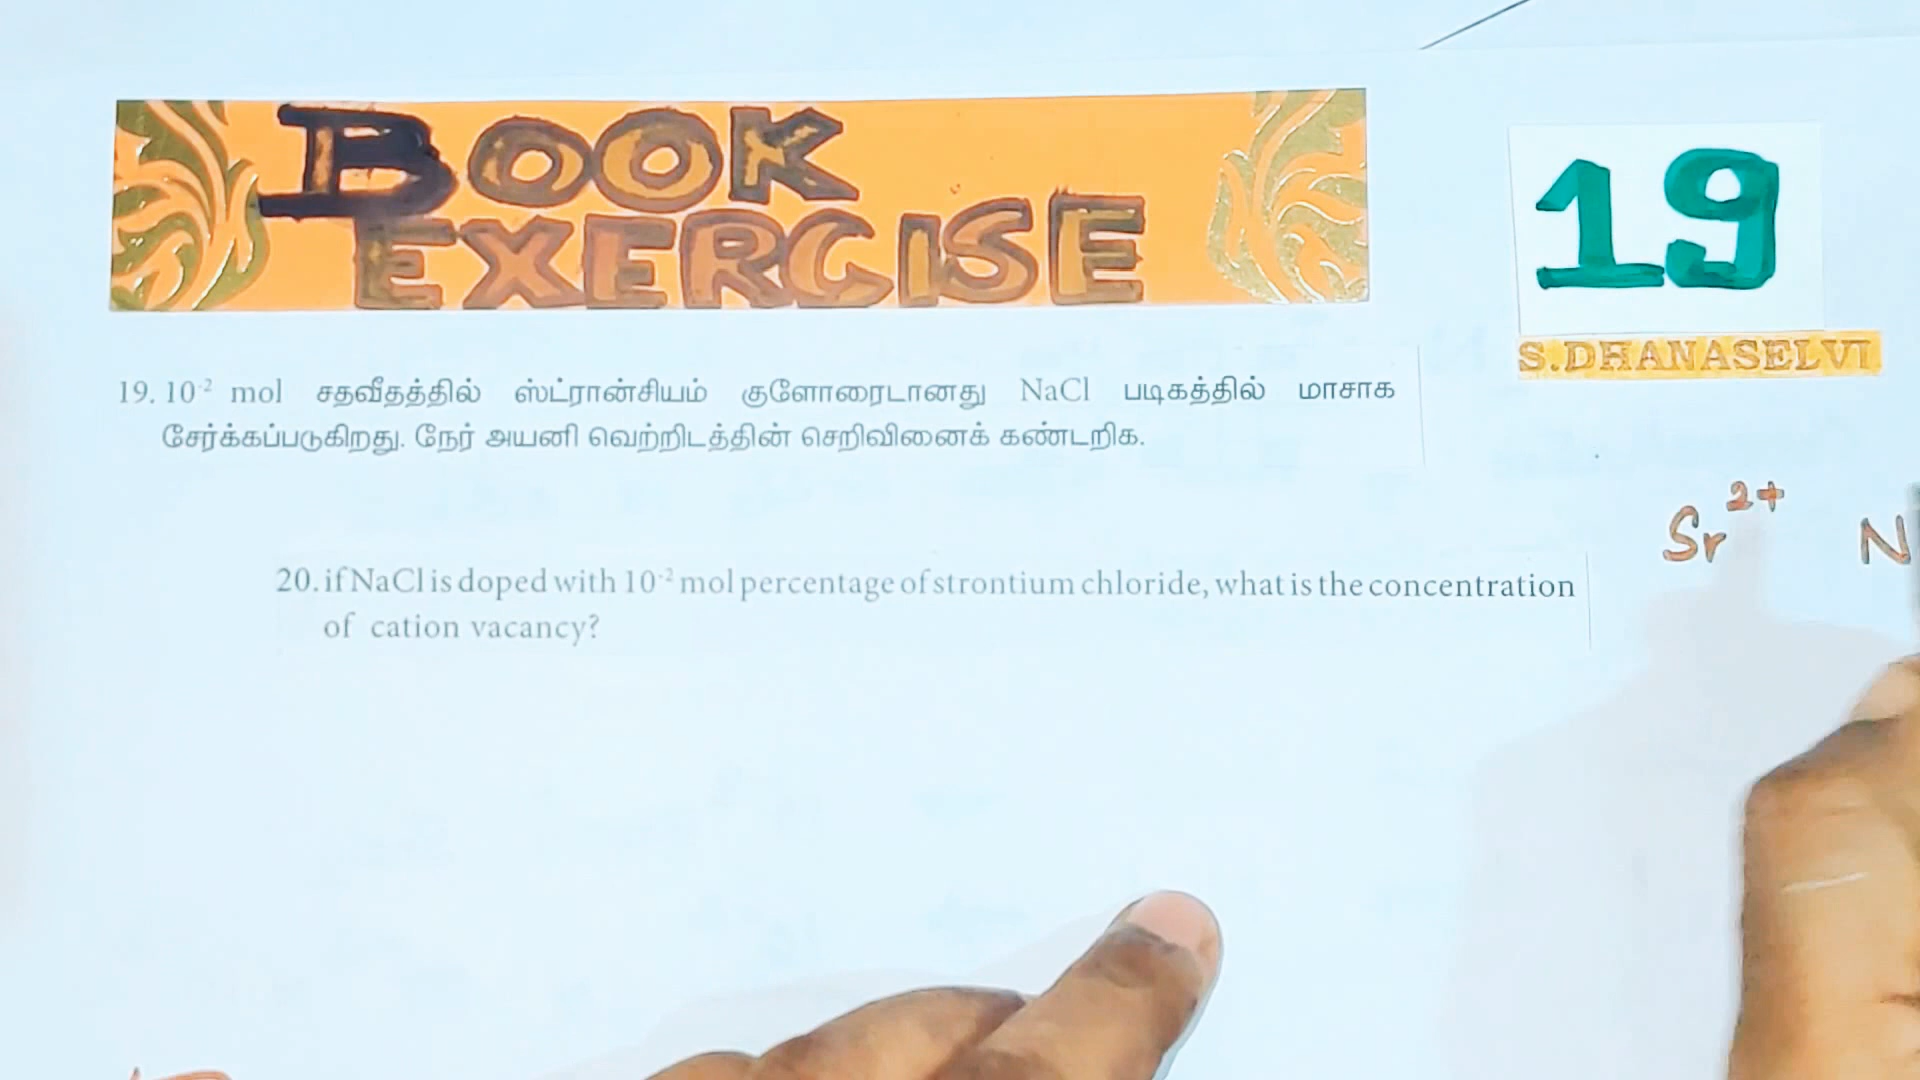 BOOK
EXERCISE
19
S.DHANASELVI
19. 10⁻² mol சதவீதத்தில் ஸ்ட்ரான்சியம் குளோரைடானது NaCl படிகத்தில் மாசாக
சேர்க்கப்படுகிறது. நேர் அயனி வெற்றிடத்தின் செறிவினைக் கண்டறிக.
Sr²⁺ N
20. if NaCl is doped with 10⁻² mol percentage of strontium chloride, what is the concentration
of cation vacancy?